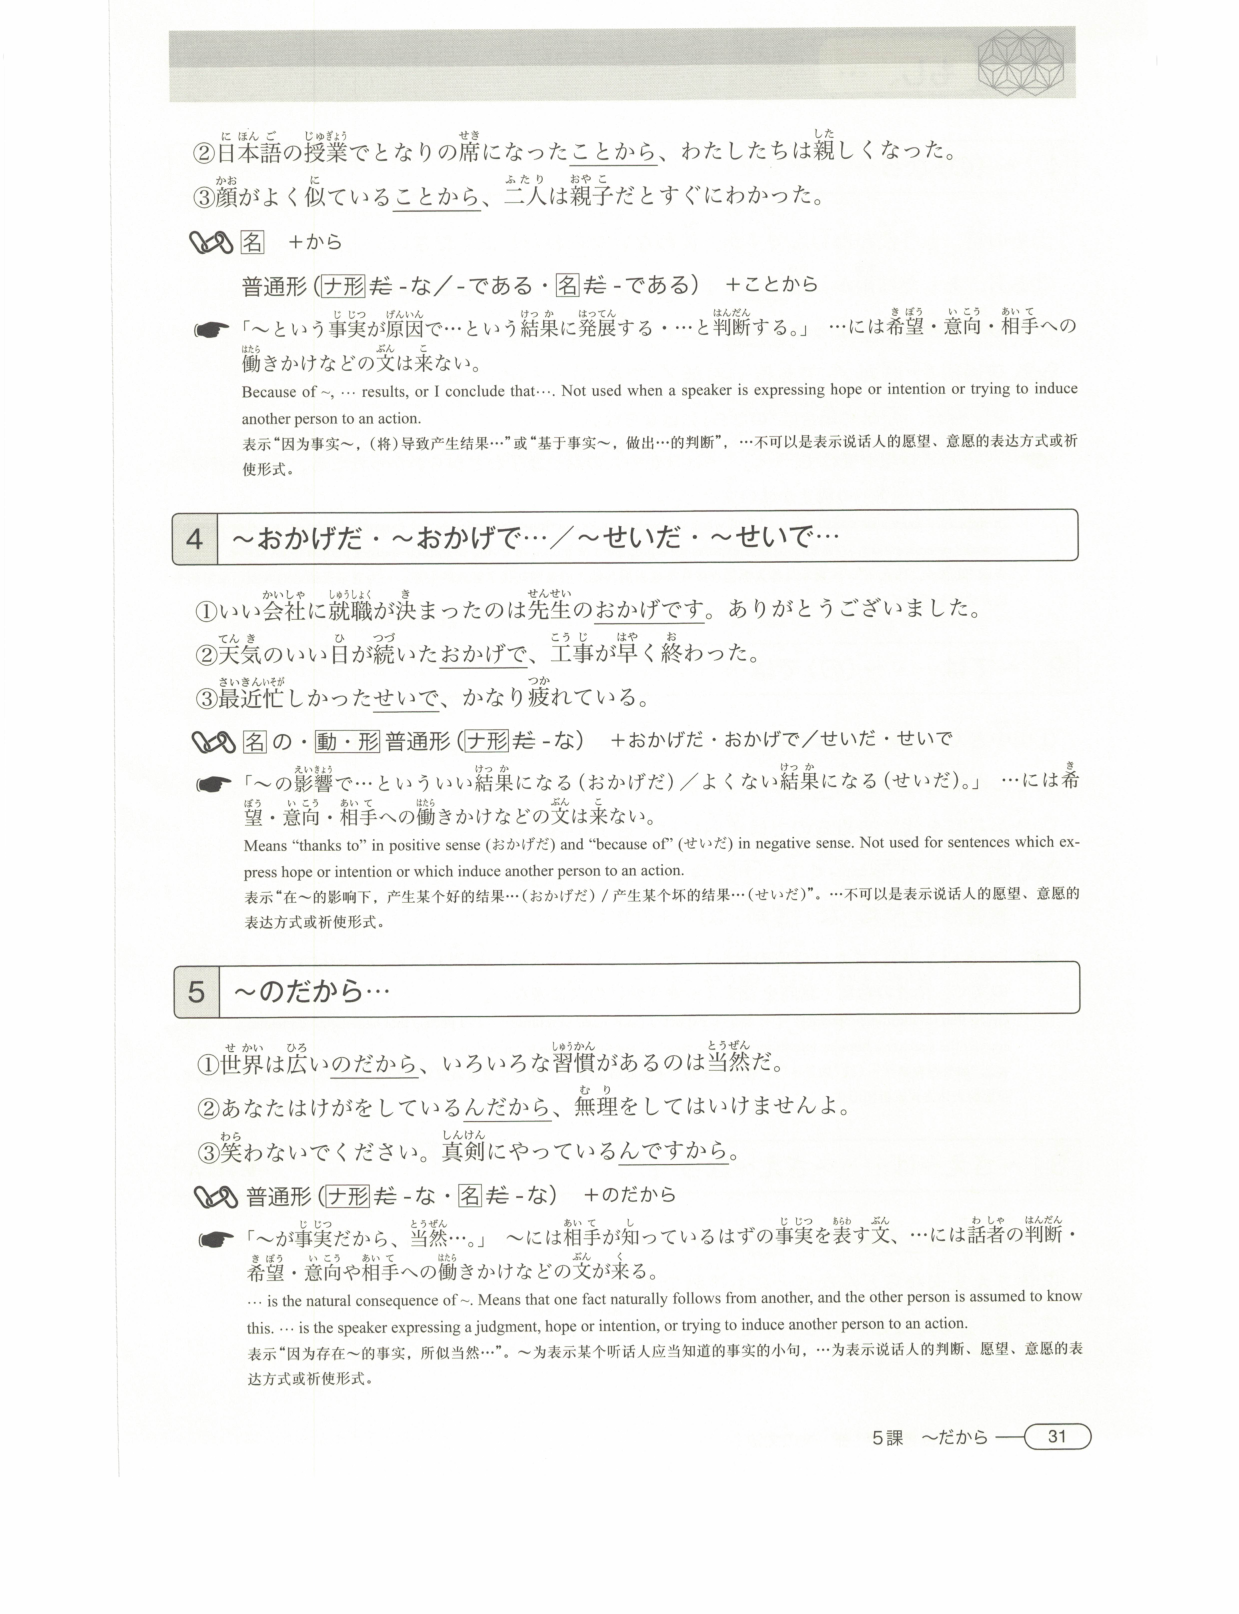 ②日本語の授業でとなりの席になったことから、わたしたちは親しくなった。
③顔がよく似ていることから、二人は親子だとすぐにわかった。
名　＋から
普通形（ナ形だ -な／-である・名だ -である）　＋ことから
「～という事実が原因で…という結果に発展する・…と判断する。」　…には希望・意向・相手への
働きかけなどの文は来ない。
Because of ~, … results, or I conclude that…. Not used when a speaker is expressing hope or intention or trying to induce
another person to an action.
表示“因为事实～，（将）导致产生结果…”或“基于事实～，做出…的判断”，…不可以是表示说话人的愿望、意愿的表达方式或祈
使形式。
4　～おかげだ・～おかげで…／～せいだ・～せいで…
①いい会社に就職が決まったのは先生のおかげです。ありがとうございました。
②天気のいい日が続いたおかげで、工事が早く終わった。
③最近忙しかったせいで、かなり疲れている。
名の・動・形普通形（ナ形だ -な）　＋おかげだ・おかげで／せいだ・せいで
「～の影響で…といういい結果になる（おかげだ）／よくない結果になる（せいだ）。」　…には希
望・意向・相手への働きかけなどの文は来ない。
Means “thanks to” in positive sense (おかげだ) and “because of” (せいだ) in negative sense. Not used for sentences which ex-
press hope or intention or which induce another person to an action.
表示“在～的影响下，产生某个好的结果…（おかげだ）/ 产生某个坏的结果…（せいだ）”。…不可以是表示说话人的愿望、意愿的
表达方式或祈使形式。
5　～のだから…
①世界は広いのだから、いろいろな習慣があるのは当然だ。
②あなたはけがをしているんだから、無理をしてはいけませんよ。
③笑わないでください。真剣にやっているんですから。
普通形（ナ形だ -な・名だ -な）　＋のだから
「～が事実だから、当然…。」　～には相手が知っているはずの事実を表す文、…には話者の判断・
希望・意向や相手への働きかけなどの文が来る。
… is the natural consequence of ~. Means that one fact naturally follows from another, and the other person is assumed to know
this. … is the speaker expressing a judgment, hope or intention, or trying to induce another person to an action.
表示“因为存在～的事实，所似当然…”。～为表示某个听话人应当知道的事实的小句，…为表示说话人的判断、愿望、意愿的表
达方式或祈使形式。
5課　～だから　31